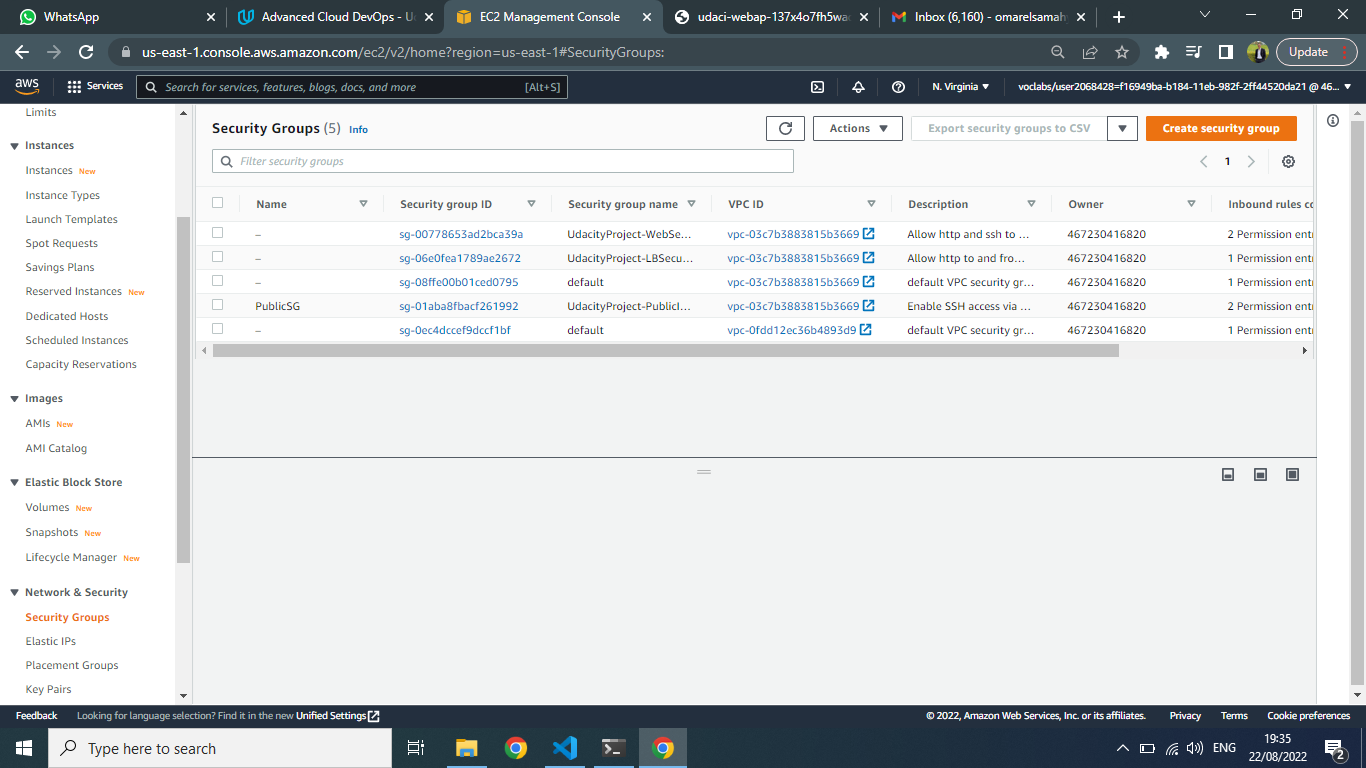 WhatsApp
Advanced Cloud DevOps - U
EC2 Management Console
udaci-webap-137x4o7fh5wa
Inbox (6,160) - omarelsamah
us-east-1.console.aws.amazon.com/ec2/v2/home?region=us-east-1#SecurityGroups:
Update
aws
Services
Search for services, features, blogs, docs, and more
[Alt+S]
N. Virginia
voclabs/user2068428=f16949ba-b184-11eb-982f-2ff44520da21 @ 46...
Limits
Instances
Instances New
Instance Types
Launch Templates
Spot Requests
Savings Plans
Reserved Instances New
Dedicated Hosts
Scheduled Instances
Capacity Reservations
Images
AMIs New
AMI Catalog
Elastic Block Store
Volumes New
Snapshots New
Lifecycle Manager New
Network & Security
Security Groups
Elastic IPs
Placement Groups
Key Pairs
Security Groups (5) Info
Actions
Export security groups to CSV
Create security group
Filter security groups
1
Name Security group ID Security group name VPC ID Description Owner Inbound rules co
– sg-00778653ad2bca39a UdacityProject-WebSe... vpc-03c7b3883815b3669 Allow http and ssh to ... 467230416820 2 Permission entr
– sg-06e0fea1789ae2672 UdacityProject-LBSecu... vpc-03c7b3883815b3669 Allow http to and fro... 467230416820 1 Permission entr
– sg-08ffe00b01ced0795 default vpc-03c7b3883815b3669 default VPC security gr... 467230416820 1 Permission entr
PublicSG sg-01aba8fbacf261992 UdacityProject-PublicI... vpc-03c7b3883815b3669 Enable SSH access via ... 467230416820 2 Permission entr
– sg-0ec4dccef9dccf1bf default vpc-0fdd12ec36b4893d9 default VPC security gr... 467230416820 1 Permission entr
Feedback
Looking for language selection? Find it in the new Unified Settings
© 2022, Amazon Web Services, Inc. or its affiliates.
Privacy
Terms
Cookie preferences
Type here to search
ENG
19:35
22/08/2022
2